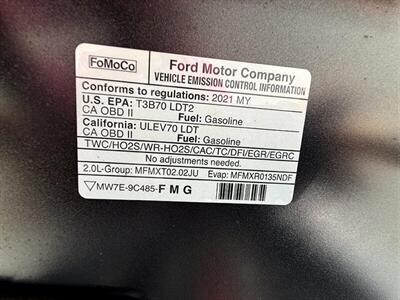 FoMoCo
Ford Motor Company
VEHICLE EMISSION CONTROL INFORMATION
Conforms to regulations: 2021 MY
U.S. EPA: T3B70 LDT2
CA OBD II Fuel: Gasoline
California: ULEV70 LDT
CA OBD II Fuel: Gasoline
TWC/HO2S/WR-HO2S/CAC/TC/DFI/EGR/EGRC
No adjustments needed.
2.0L-Group: MFMXT02.02JU Evap: MFMXR0135NDF
MW7E-9C485-FMG